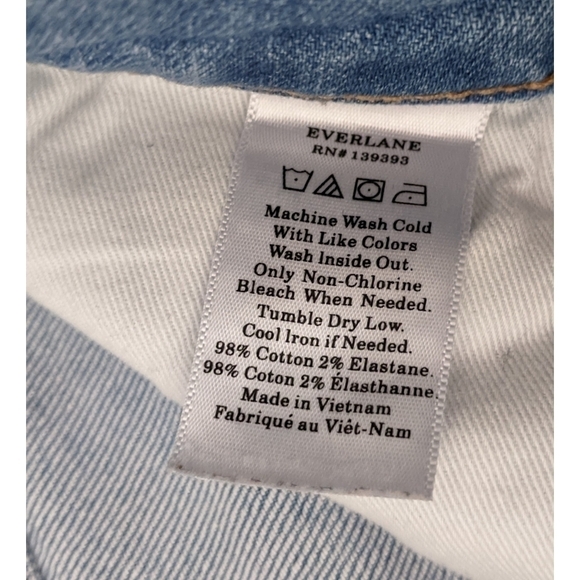 EVERLANE
RN# 139393
Machine Wash Cold
With Like Colors
Wash Inside Out.
Only Non-Chlorine
Bleach When Needed.
Tumble Dry Low.
Cool Iron if Needed.
98% Cotton 2% Elastane.
98% Coton 2% Élasthanne.
Made in Vietnam
Fabriqué au Viêt-Nam